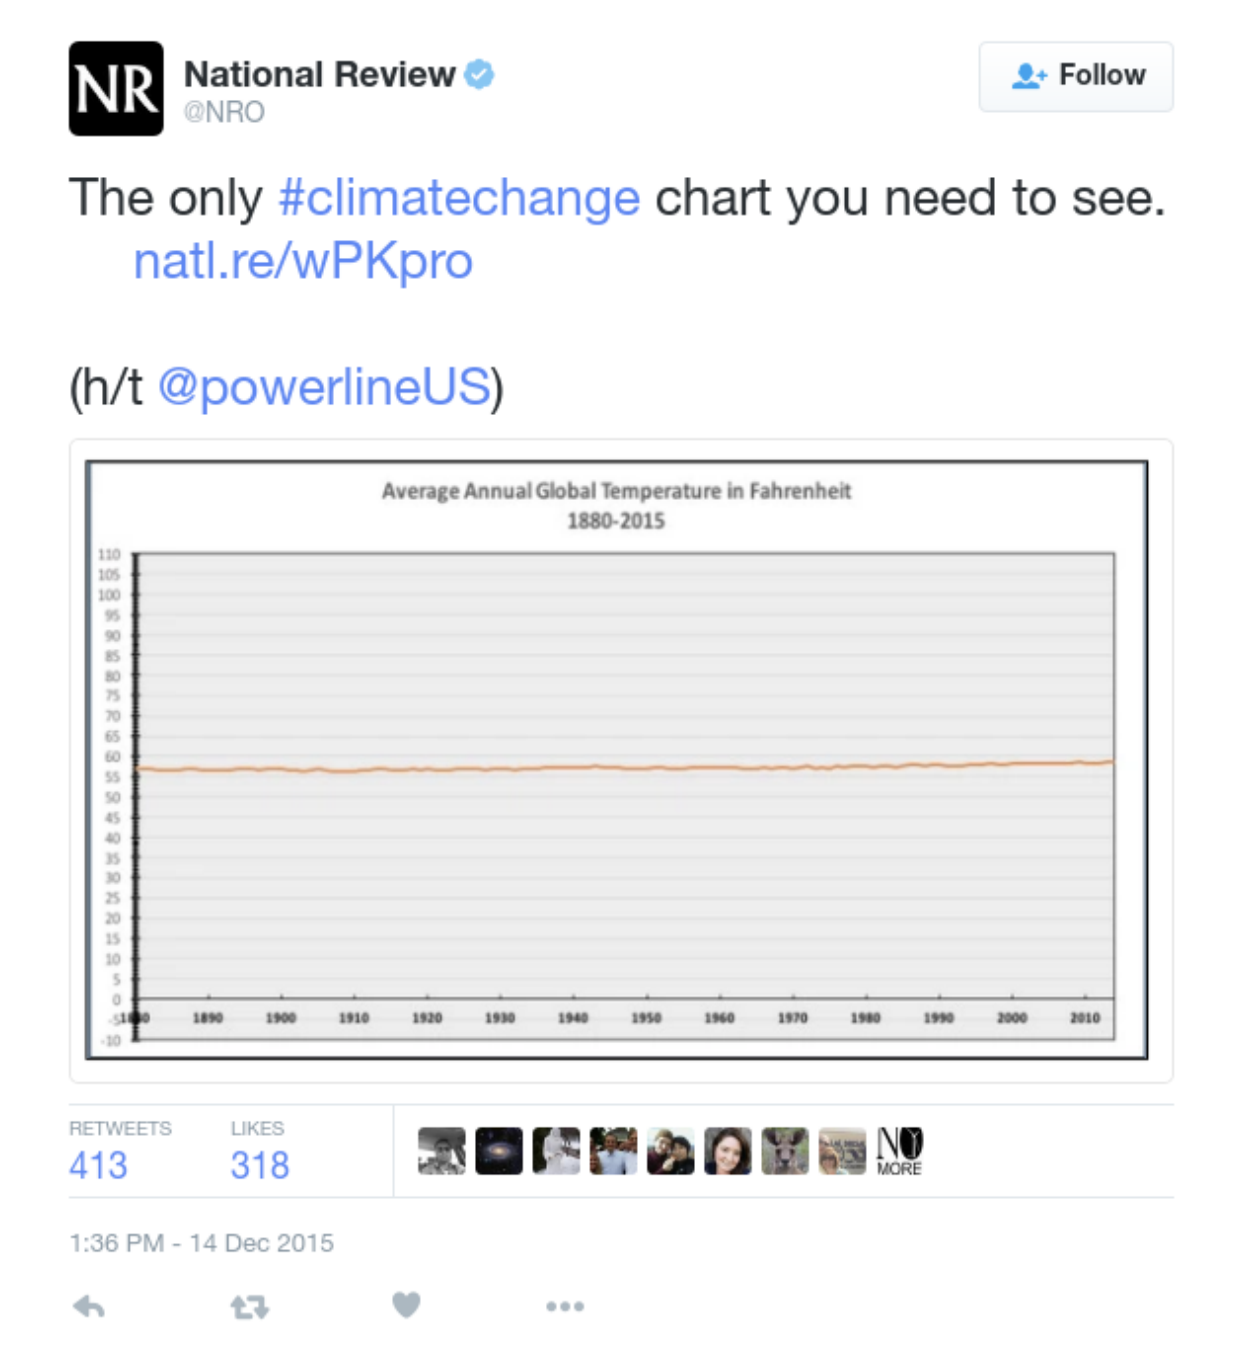 NR
National Review
@NRO
Follow
The only #climatechange chart you need to see.
natl.re/wPKpro
(h/t @powerlineUS)
Average Annual Global Temperature in Fahrenheit
1880-2015
110
105
100
95
90
85
80
75
70
65
60
55
50
45
40
35
30
25
20
15
10
5
0
-5
-10
1880 1890 1900 1910 1920 1930 1940 1950 1960 1970 1980 1990 2000 2010
RETWEETS LIKES
413 318
NO
MORE
1:36 PM - 14 Dec 2015